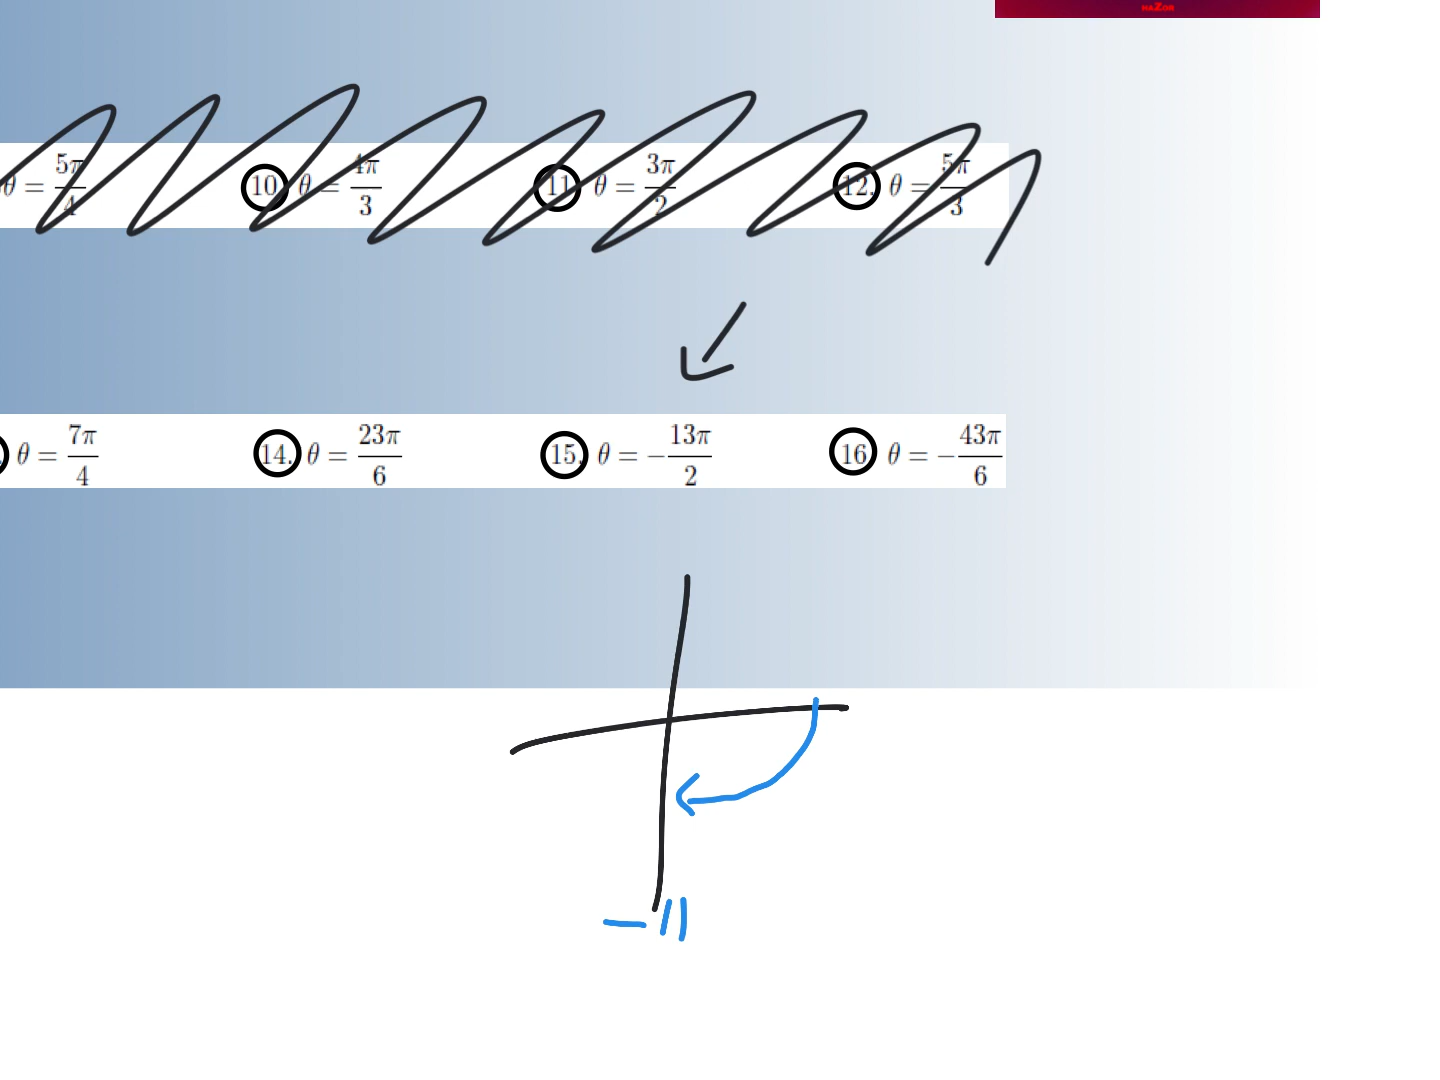 RAZOR
θ = 5π/4 10. θ = 4π/3 11. θ = 3π/2 12. θ = 5π/3
θ = 7π/4 14. θ = 23π/6 15. θ = −13π/2 16 θ = −43π/6
−11